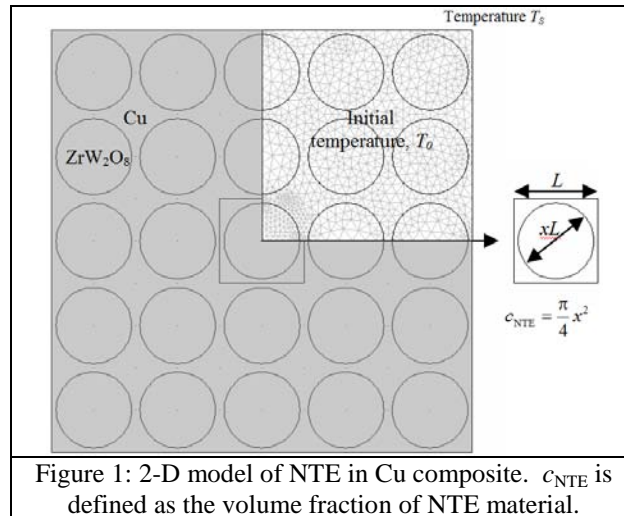 Temperature T_S
Cu
ZrW₂O₈
Initial
temperature, T₀
L
xL
c_NTE = π/4 x²
Figure 1: 2-D model of NTE in Cu composite. c_NTE is
defined as the volume fraction of NTE material.